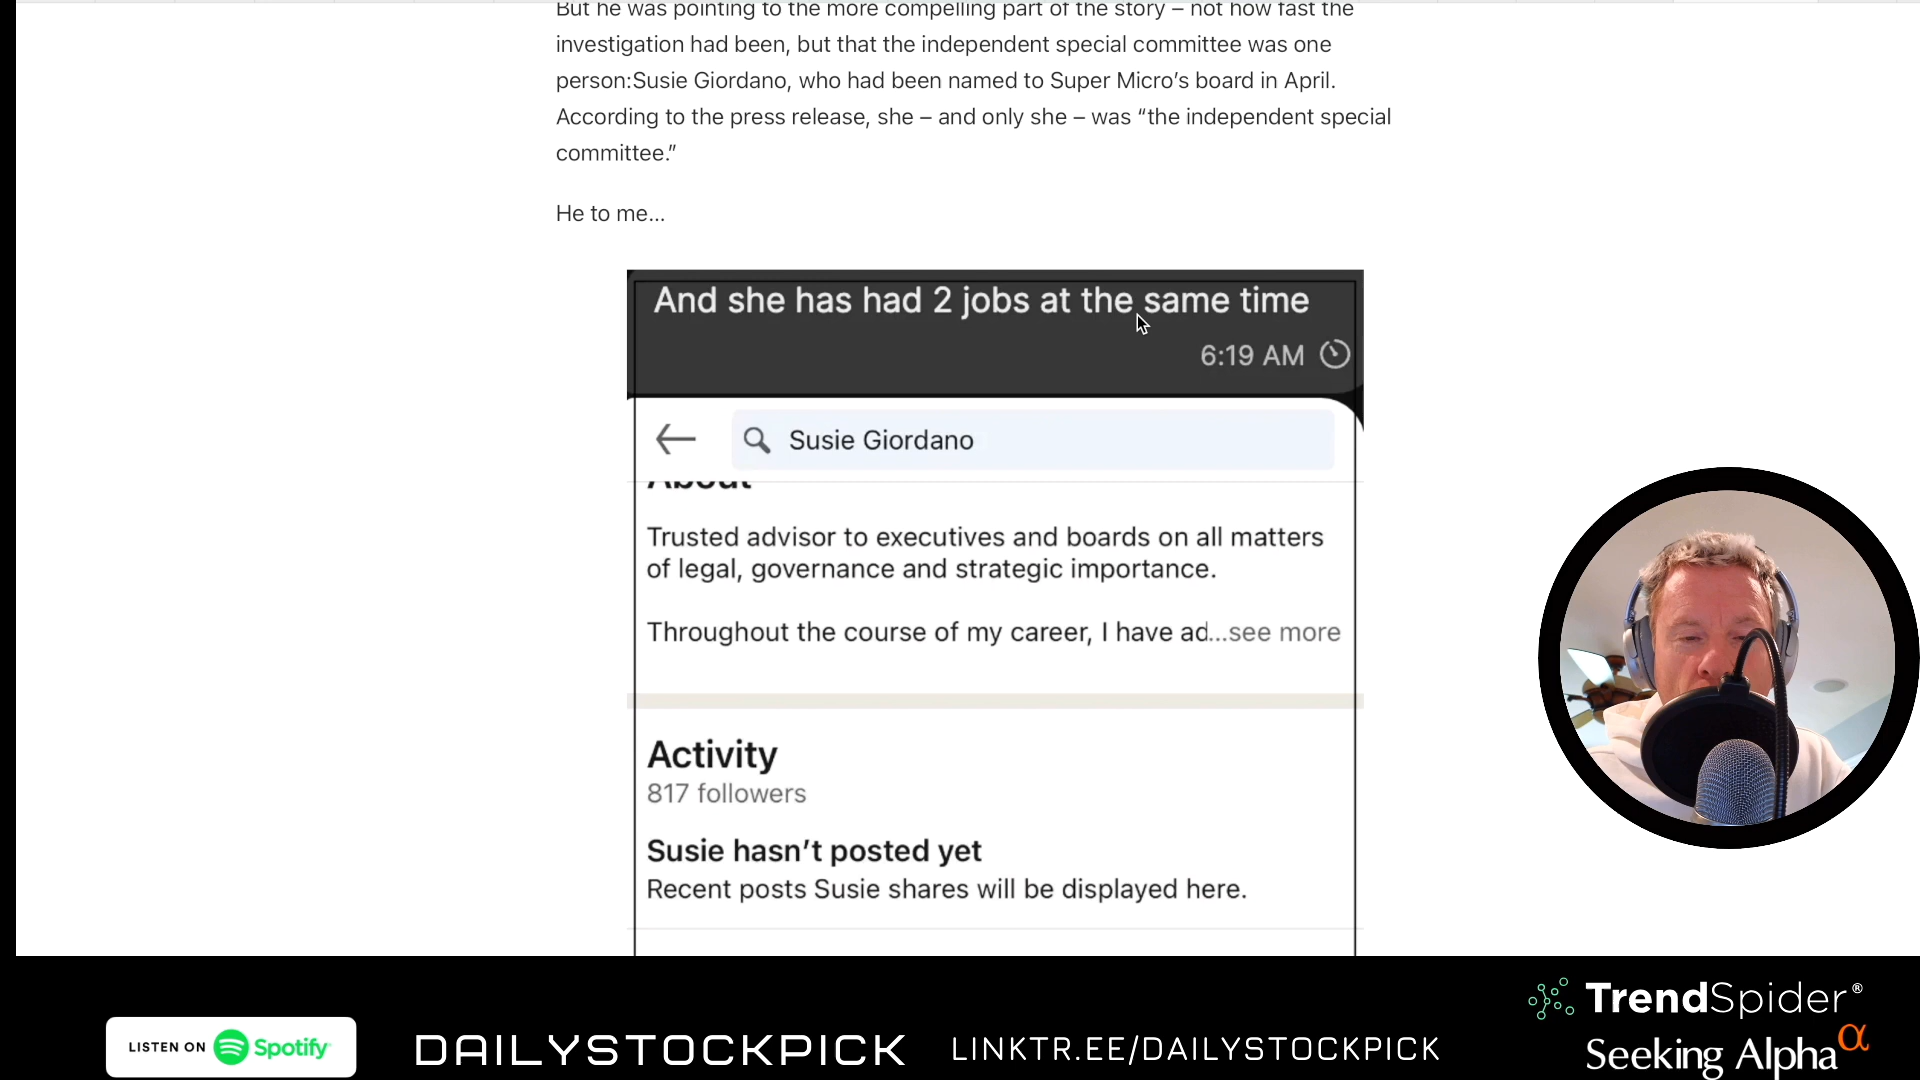 But he was pointing to the more compelling part of the story – not how fast the
investigation had been, but that the independent special committee was one
person:Susie Giordano, who had been named to Super Micro’s board in April.
According to the press release, she – and only she – was “the independent special
committee.”
He to me...
And she has had 2 jobs at the same time
6:19 AM
Susie Giordano
About
Trusted advisor to executives and boards on all matters
of legal, governance and strategic importance.
Throughout the course of my career, I have ad...see more
Activity
817 followers
Susie hasn’t posted yet
Recent posts Susie shares will be displayed here.
LISTEN ON Spotify
DAILYSTOCKPICK
LINKTR.EE/DAILYSTOCKPICK
TrendSpider®
Seeking Alpha α